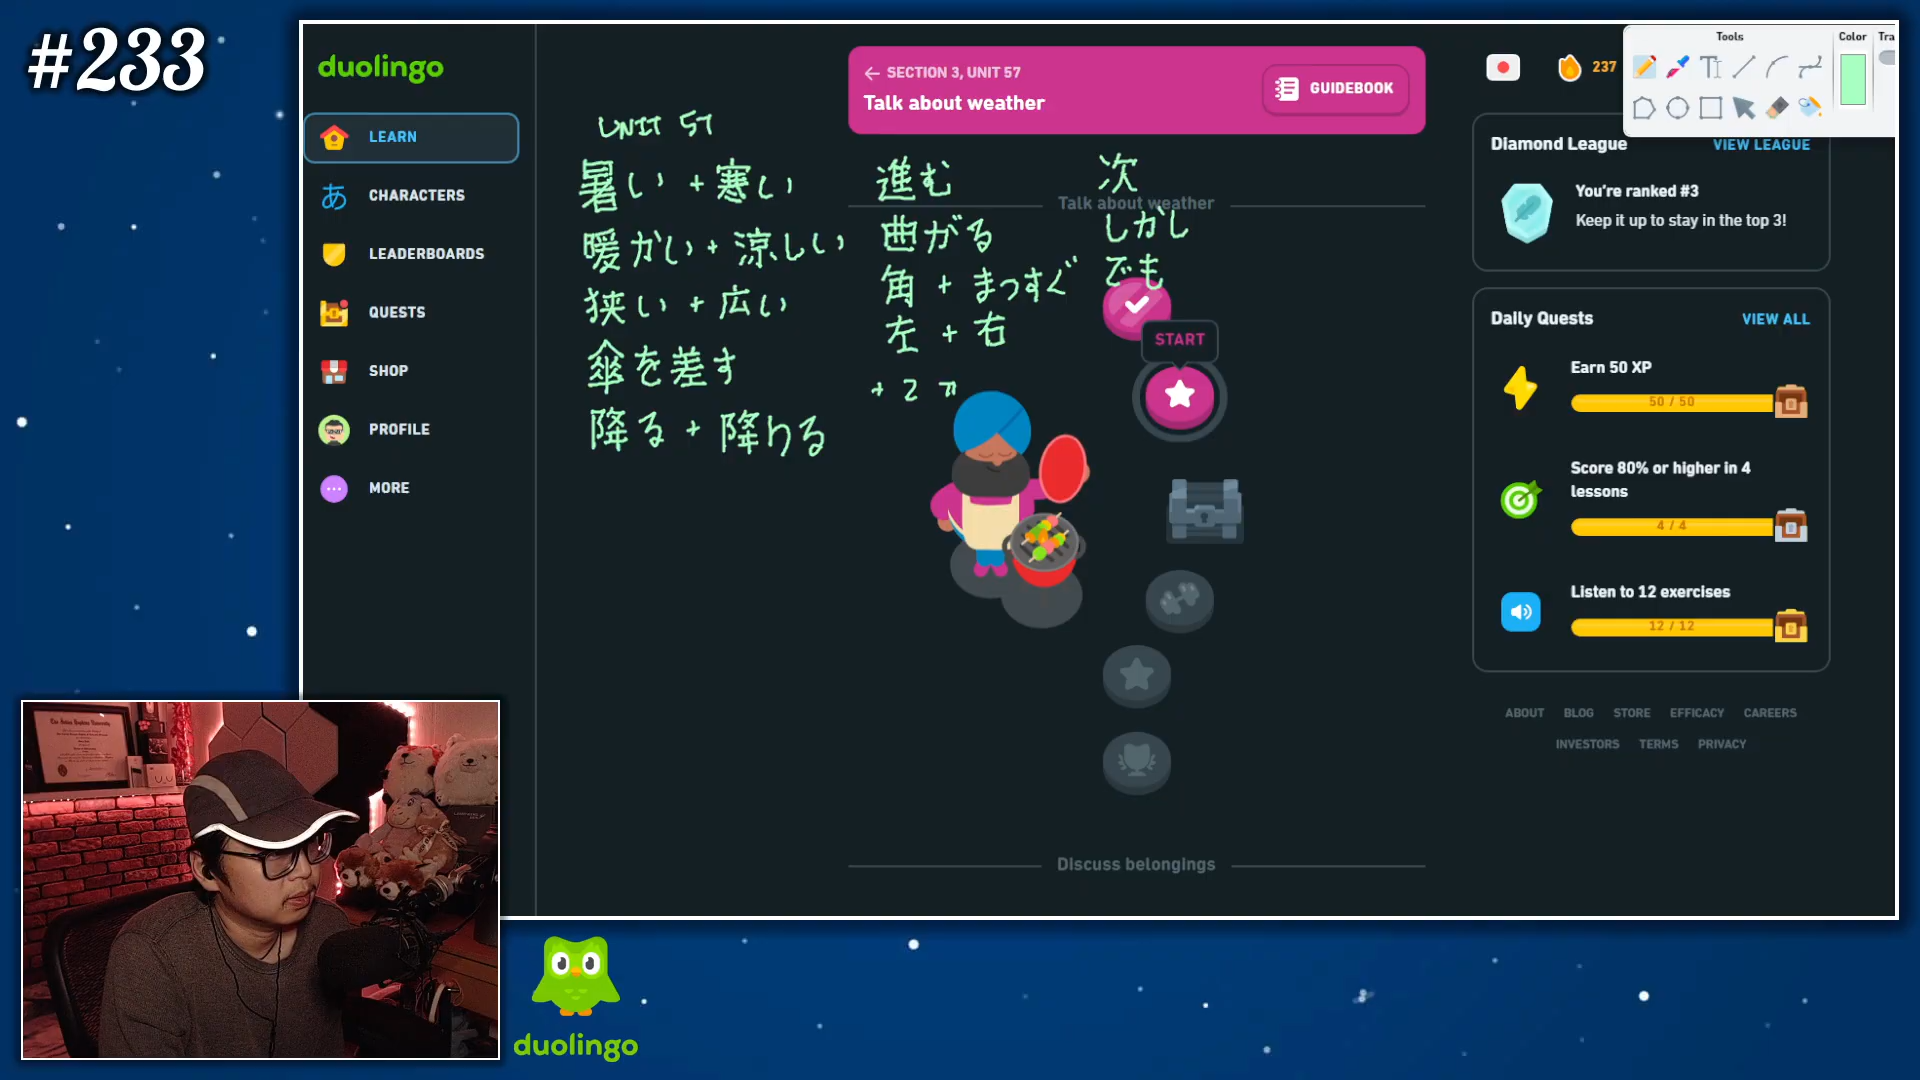 #233
duolingo
LEARN
CHARACTERS
LEADERBOARDS
QUESTS
SHOP
PROFILE
MORE
UNIT 57
暑い + 寒い
暖かい + 涼しい
狭い + 広い
傘を差す
降る + 降りる
進む
曲がる
角 + まっすぐ
左 + 右
次
しかし
でも
SECTION 3, UNIT 57
Talk about weather
GUIDEBOOK
Talk about weather
START
Discuss belongings
237
Tools
Color
Tra
Diamond League
VIEW LEAGUE
You're ranked #3
Keep it up to stay in the top 3!
Daily Quests
VIEW ALL
Earn 50 XP
50 / 50
Score 80% or higher in 4
lessons
4 / 4
Listen to 12 exercises
12 / 12
ABOUT BLOG STORE EFFICACY CAREERS
INVESTORS TERMS PRIVACY
duolingo